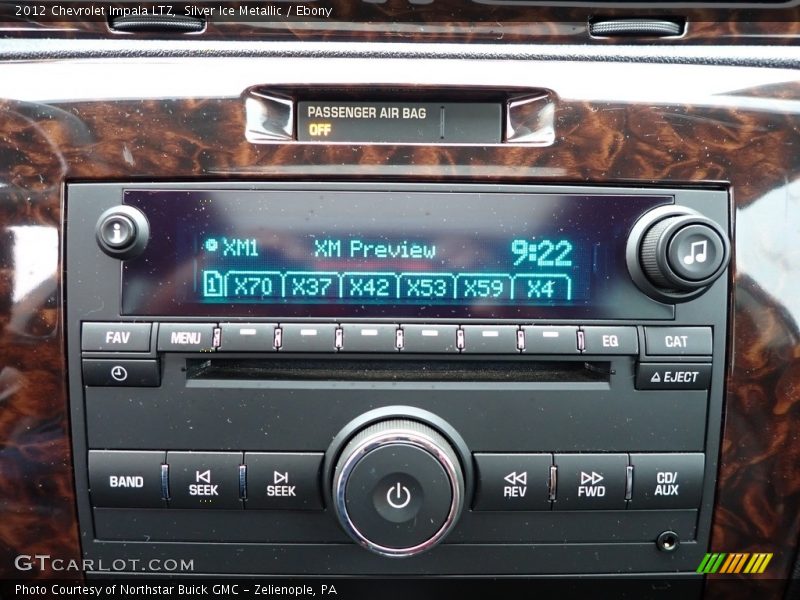 2012 Chevrolet Impala LTZ,  Silver Ice Metallic / Ebony
PASSENGER AIR BAG
OFF
XM1 XM Preview 9:22
1 X70 X37 X42 X53 X59 X4
FAV MENU EQ CAT
EJECT
BAND SEEK SEEK REV FWD CD/
AUX
GTCARLOT.COM
Photo Courtesy of Northstar Buick GMC - Zelienople, PA